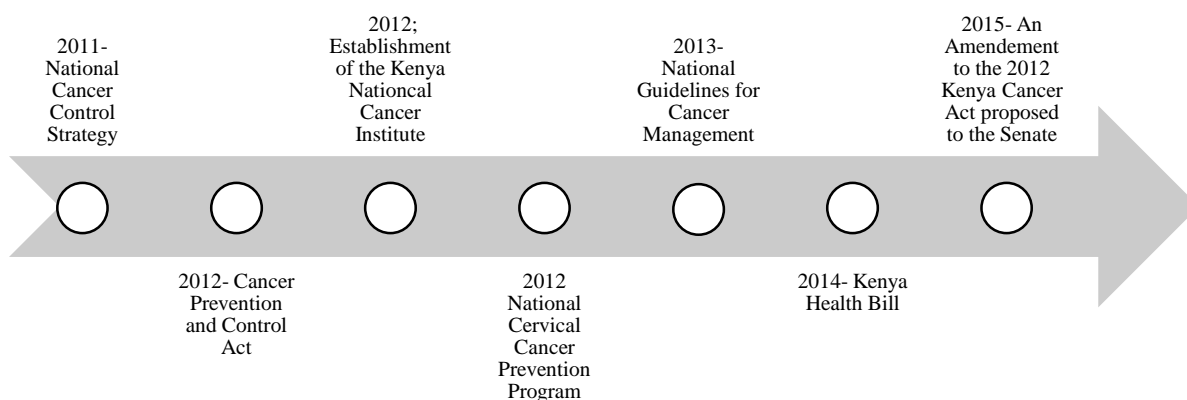 2011-
National
Cancer
Control
Strategy
2012- Cancer
Prevention
and Control
Act
2012;
Establishment
of the Kenya
Nationcal
Cancer
Institute
2012
National
Cervical
Cancer
Prevention
Program
2013-
National
Guidelines for
Cancer
Management
2014- Kenya
Health Bill
2015- An
Amendement
to the 2012
Kenya Cancer
Act proposed
to the Senate